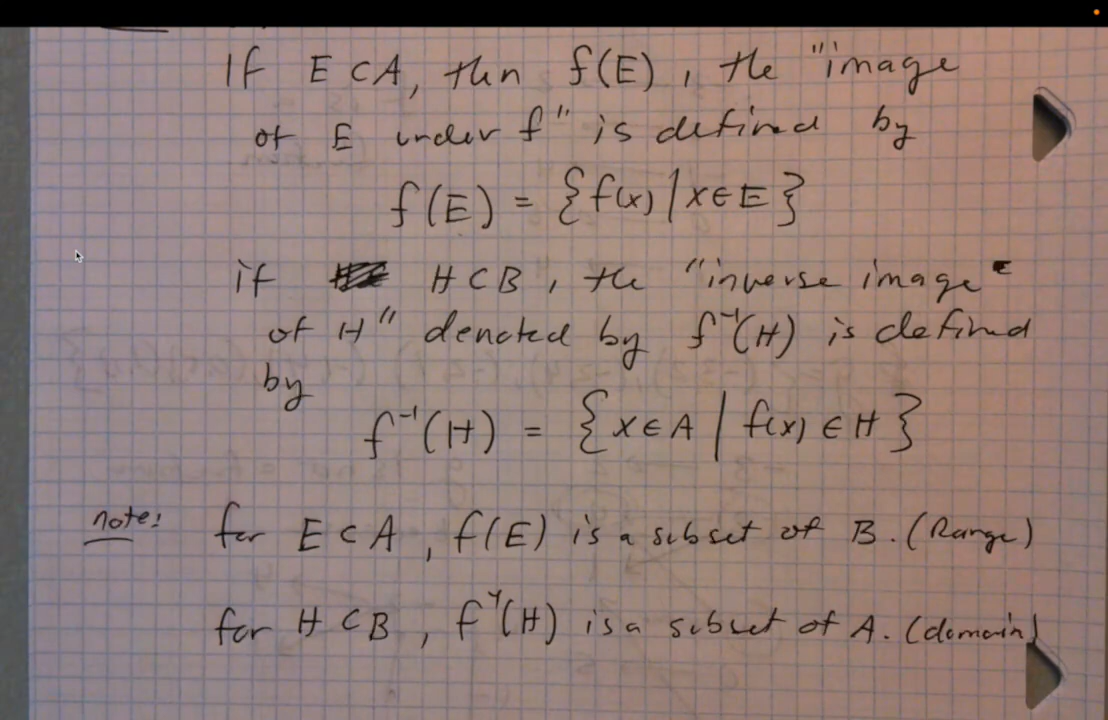 If E ⊂ A, then f(E), the "image
of E under f" is defined by
f(E) = {f(x) | x ∈ E}
if H ⊂ B, the "inverse image
of H" denoted by f⁻¹(H) is defined
by
f⁻¹(H) = {x ∈ A | f(x) ∈ H}
note: for E ⊂ A, f(E) is a subset of B. (Range)
for H ⊂ B, f⁻¹(H) is a subset of A. (domain)